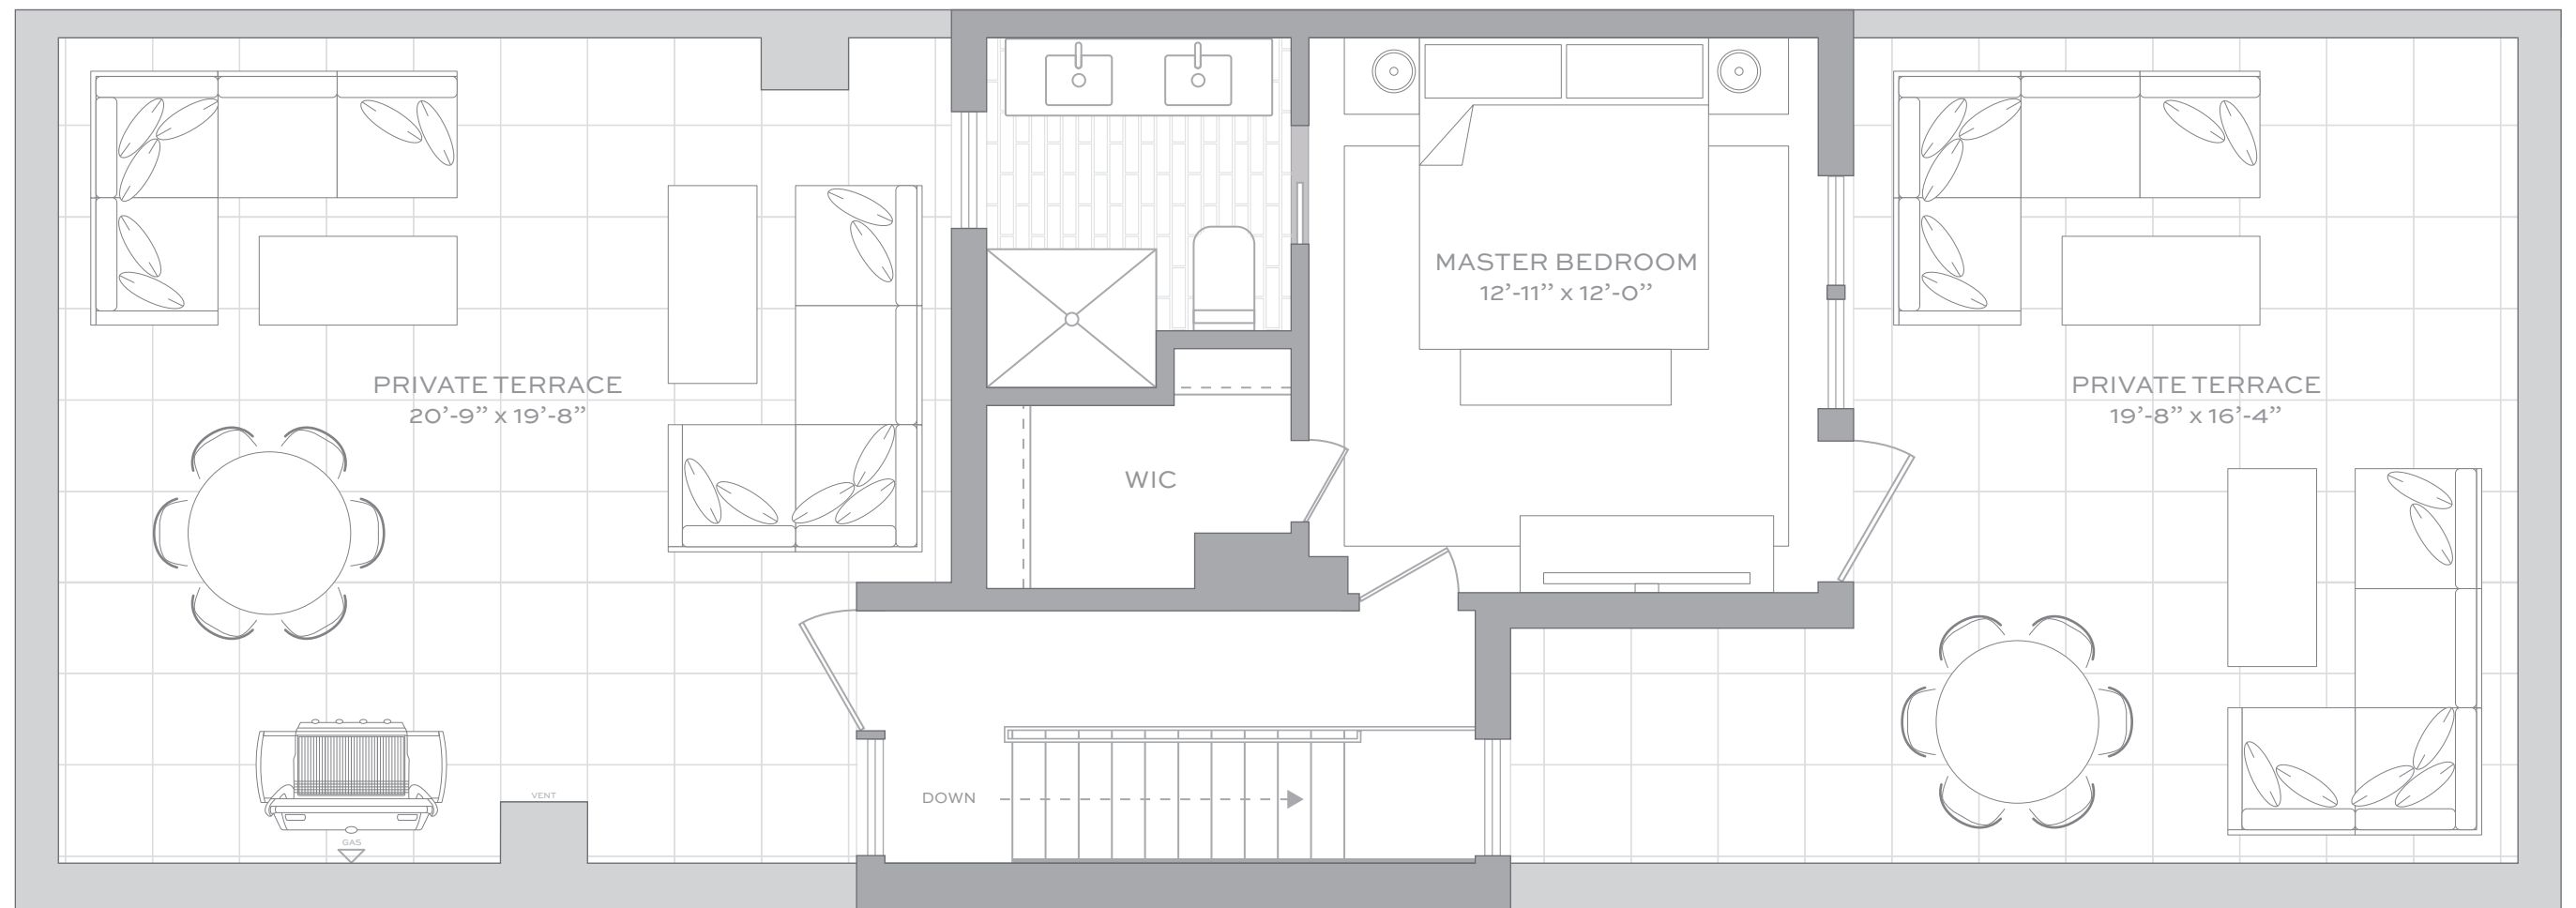 MASTER BEDROOM
12’-11” x 12’-0”
PRIVATE TERRACE
20’-9” x 19’-8”
PRIVATE TERRACE
19’-8” x 16’-4”
WIC
VENT
DOWN
GAS